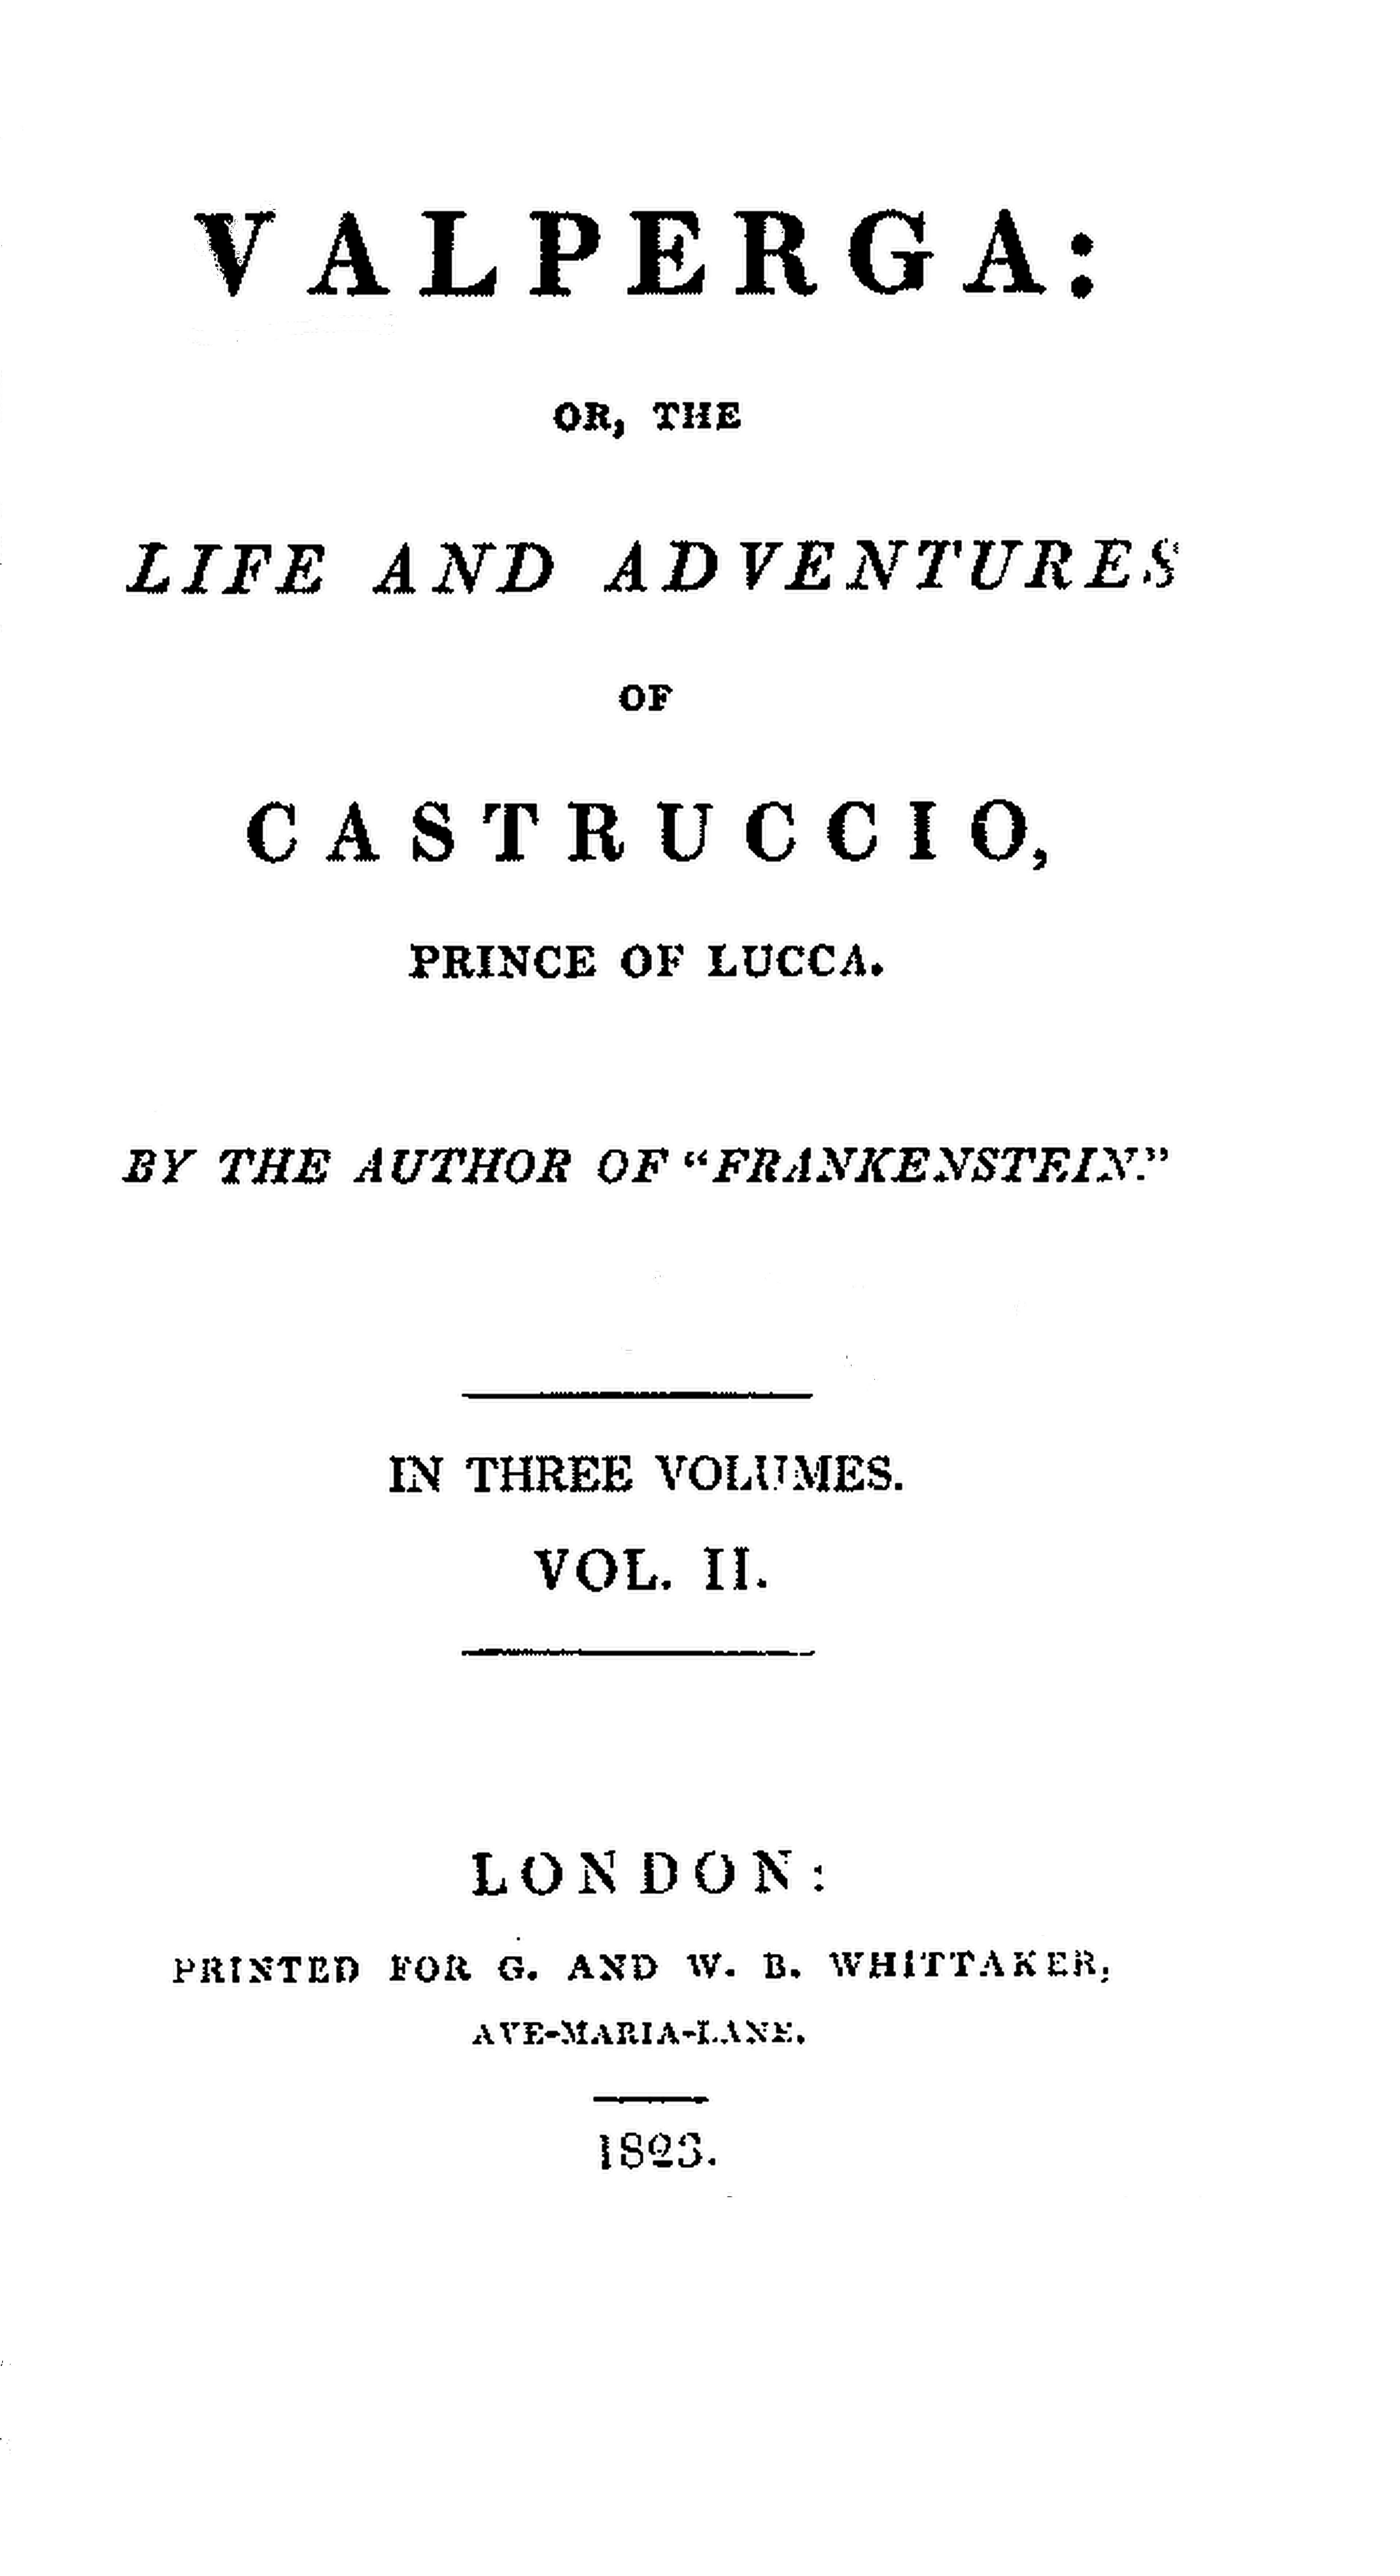 VALPERGA:
OR, THE
LIFE AND ADVENTURES
OF
CASTRUCCIO,
PRINCE OF LUCCA.
BY THE AUTHOR OF “FRANKENSTEIN.”
IN THREE VOLUMES.
VOL. II.
LONDON:
PRINTED FOR G. AND W. B. WHITTAKER,
AVE-MARIA-LANE.
1823.